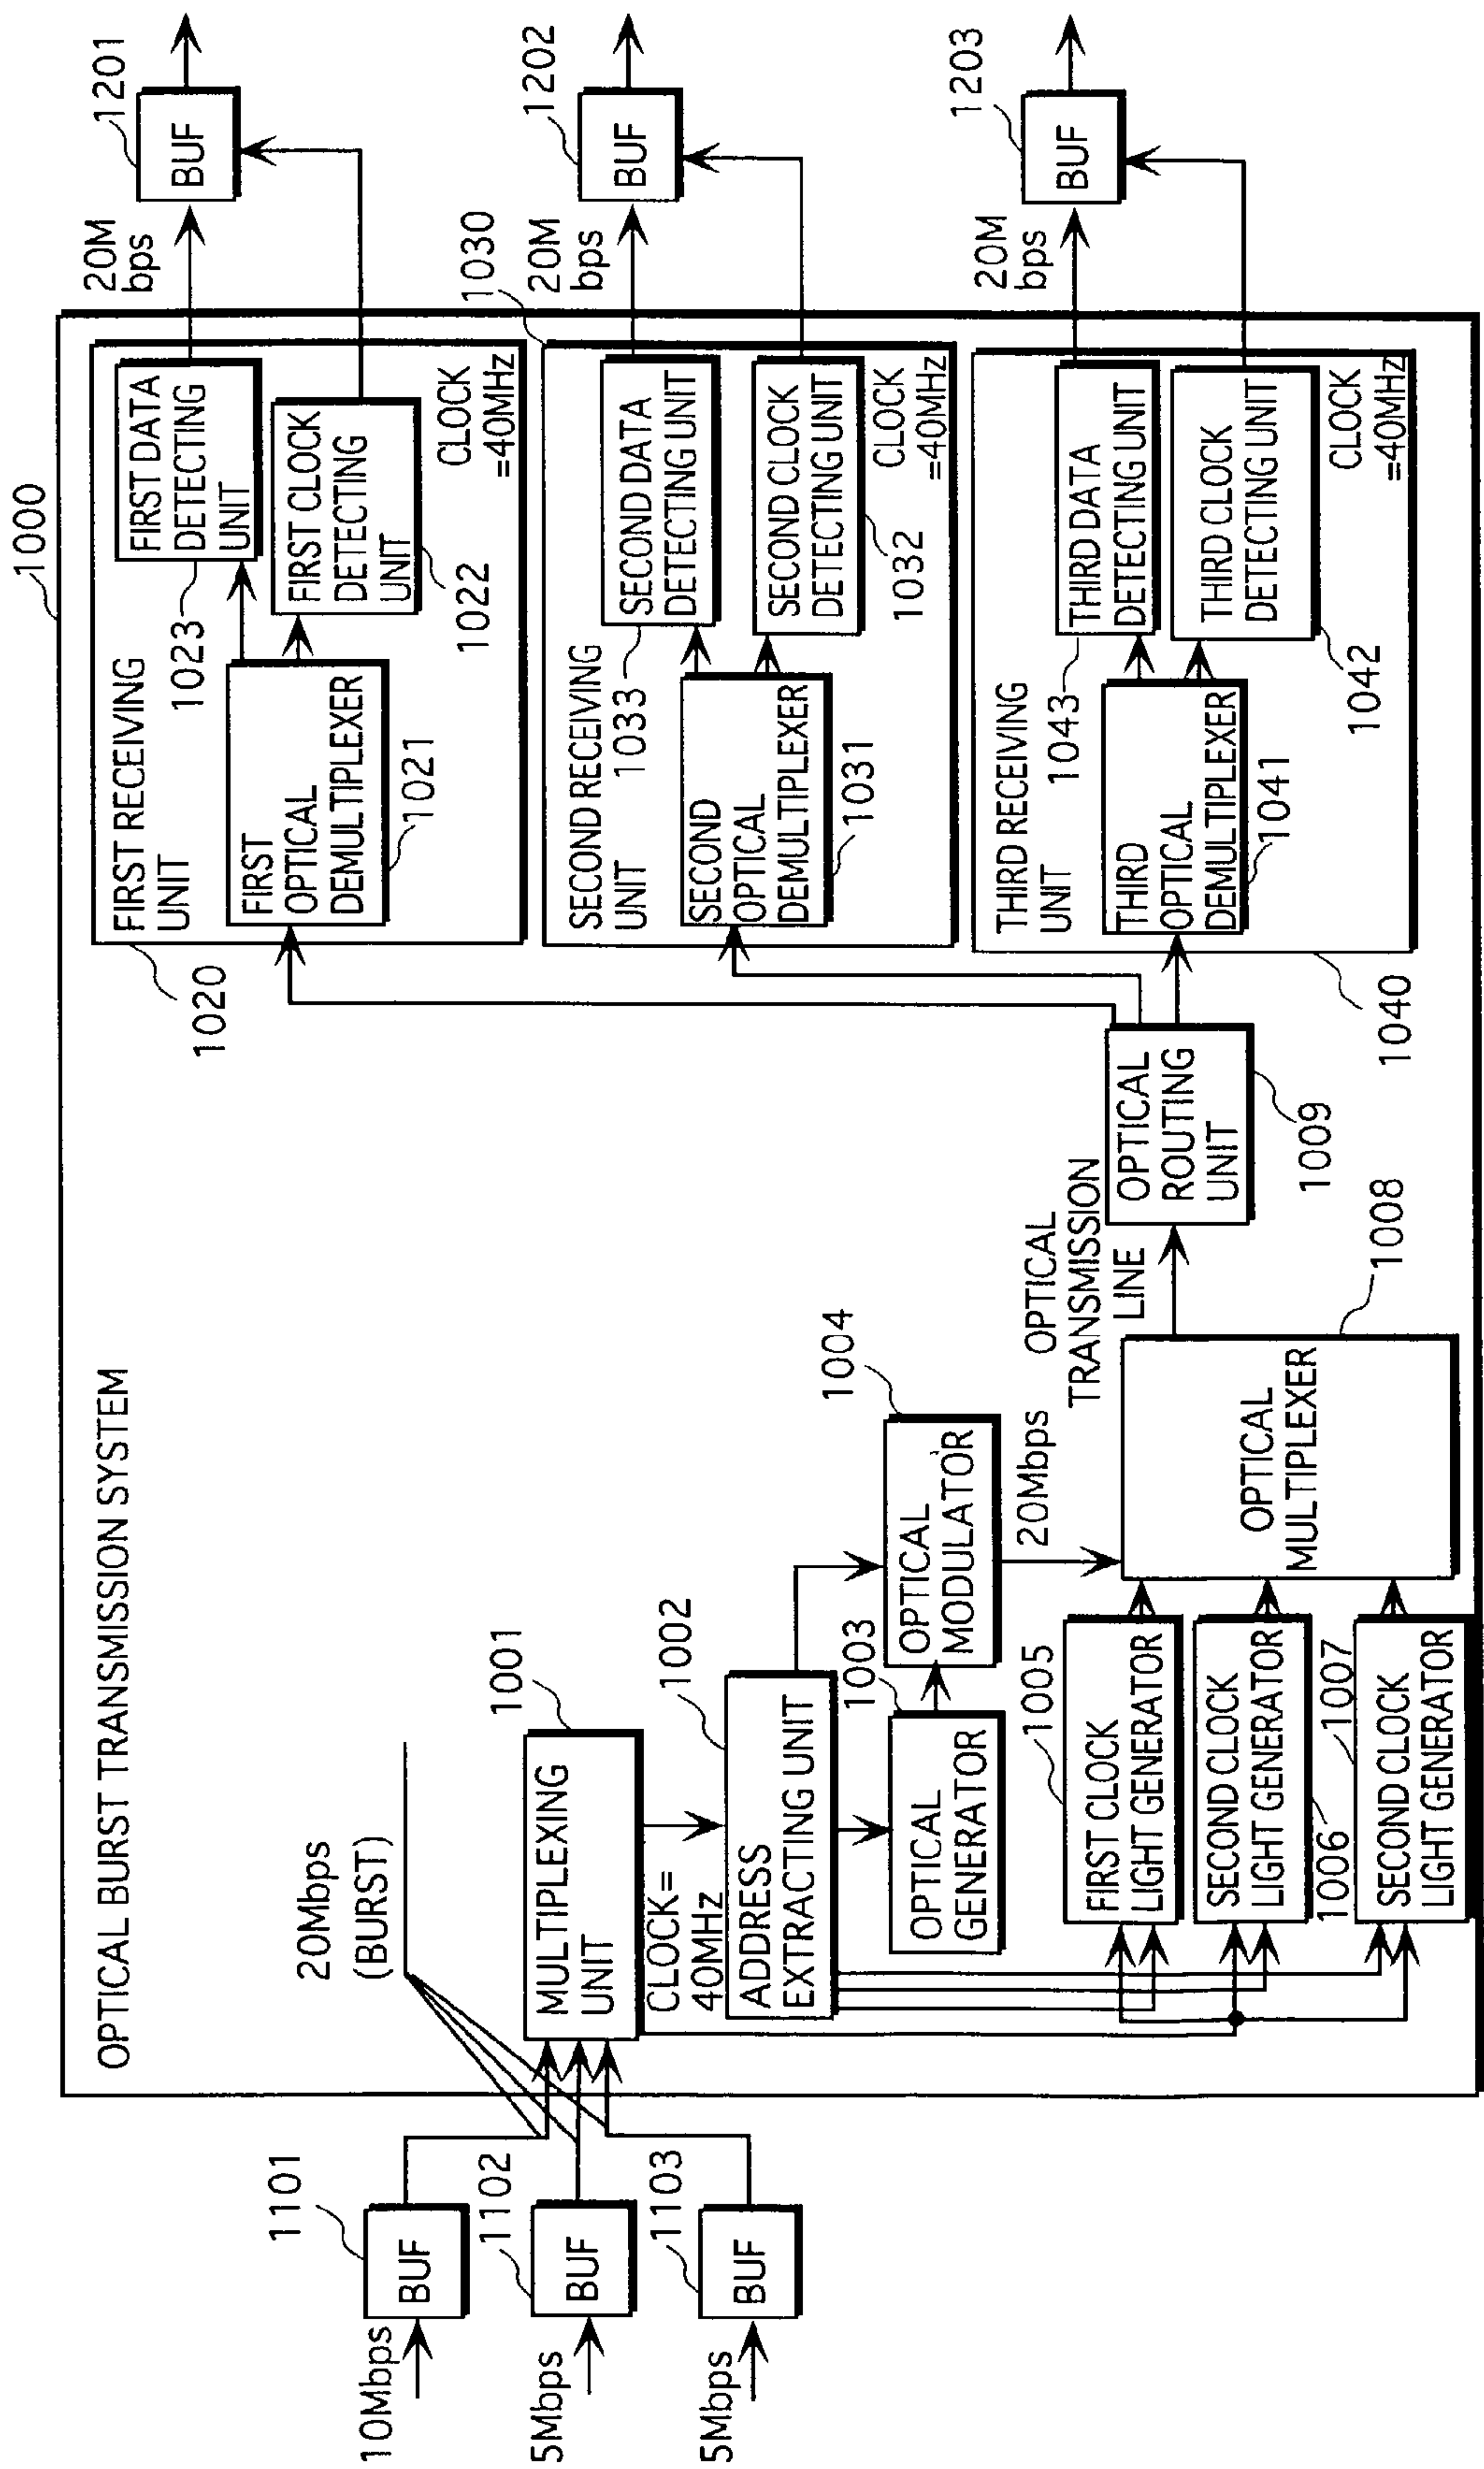 OPTICAL BURST TRANSMISSION SYSTEM
1000
10Mbps
BUF
1101
5Mbps
BUF
1102
5Mbps
BUF
1103
20Mbps
(BURST)
MULTIPLEXING
UNIT
1001
CLOCK=
40MHz
ADDRESS
EXTRACTING UNIT
1002
OPTICAL
GENERATOR
1003
OPTICAL
MODULATOR
1004
20Mbps
FIRST CLOCK
LIGHT GENERATOR
1005
SECOND CLOCK
LIGHT GENERATOR
1006
SECOND CLOCK
LIGHT GENERATOR
1007
OPTICAL
MULTIPLEXER
1008
OPTICAL
TRANSMISSION
LINE
OPTICAL
ROUTING
UNIT
1009
FIRST RECEIVING
UNIT
1020
FIRST
OPTICAL
DEMULTIPLEXER
1021
FIRST DATA
DETECTING
UNIT
1023
FIRST CLOCK
DETECTING
UNIT
1022
CLOCK
=40MHz
20M
bps
BUF
1201
SECOND RECEIVING
UNIT
1030
SECOND
OPTICAL
DEMULTIPLEXER
1031
SECOND DATA
DETECTING UNIT
1033
SECOND CLOCK
DETECTING UNIT
1032
CLOCK
=40MHz
20M
bps
BUF
1202
THIRD RECEIVING
UNIT
1040
THIRD
OPTICAL
DEMULTIPLEXER
1041
THIRD DATA
DETECTING UNIT
1043
THIRD CLOCK
DETECTING UNIT
1042
CLOCK
=40MHz
20M
bps
BUF
1203